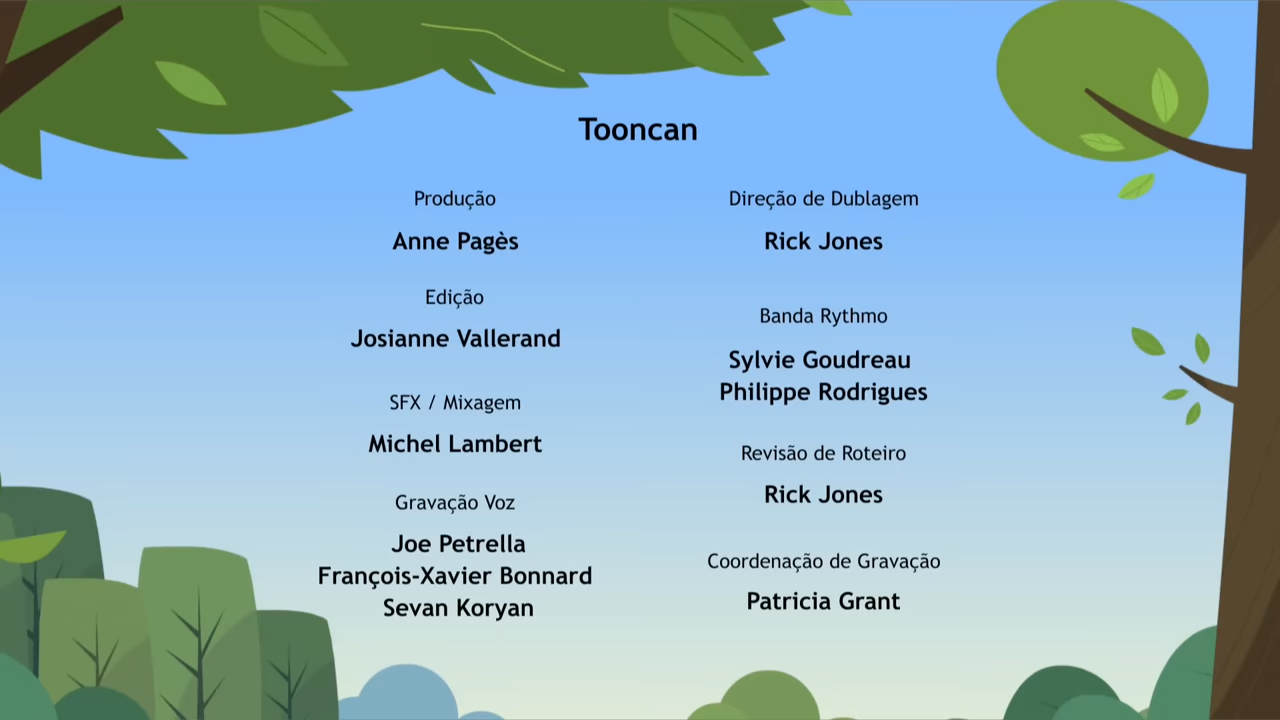 Tooncan
Produção
Anne Pagès
Edição
Josianne Vallerand
SFX / Mixagem
Michel Lambert
Gravação Voz
Joe Petrella
François-Xavier Bonnard
Sevan Koryan
Direção de Dublagem
Rick Jones
Banda Rythmo
Sylvie Goudreau
Philippe Rodrigues
Revisão de Roteiro
Rick Jones
Coordenação de Gravação
Patricia Grant